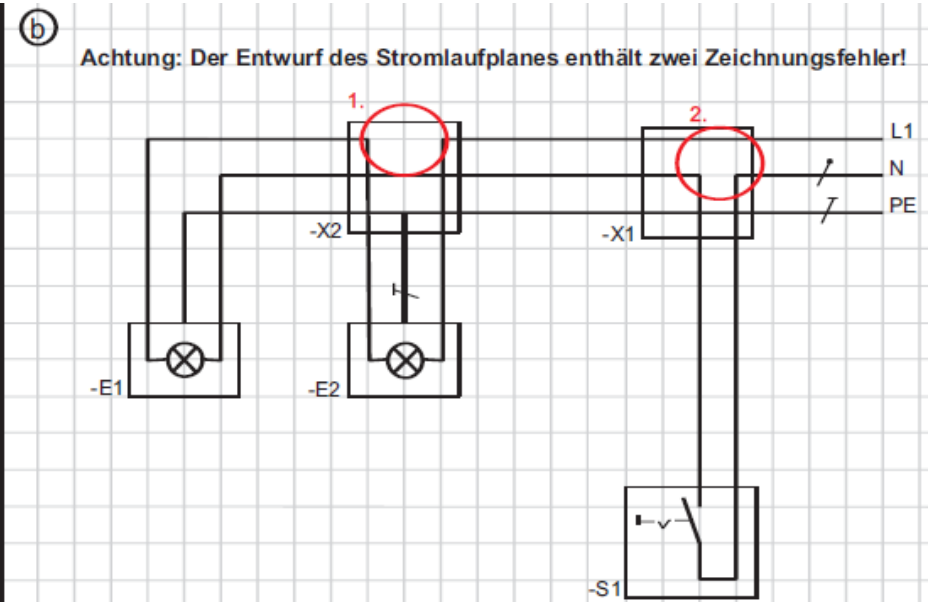 b
Achtung: Der Entwurf des Stromlaufplanes enthält zwei Zeichnungsfehler!
1.
2.
L1
N
PE
-X2
-X1
-E1
-E2
-S1